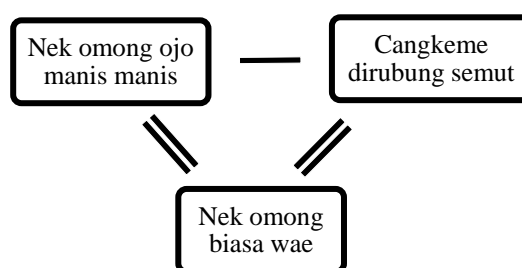 Nek omong ojo
manis manis
Cangkeme
dirubung semut
Nek omong
biasa wae